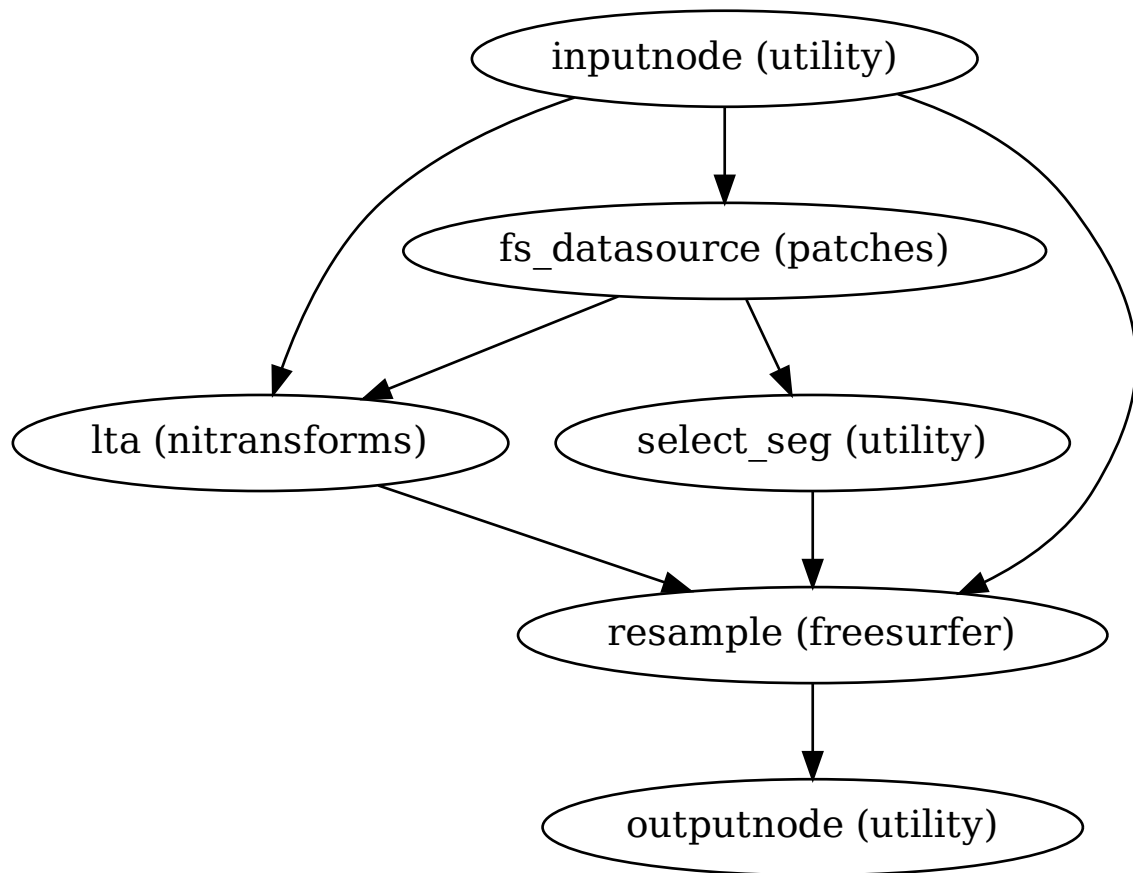 inputnode (utility)
fs_datasource (patches)
lta (nitransforms)
select_seg (utility)
resample (freesurfer)
outputnode (utility)